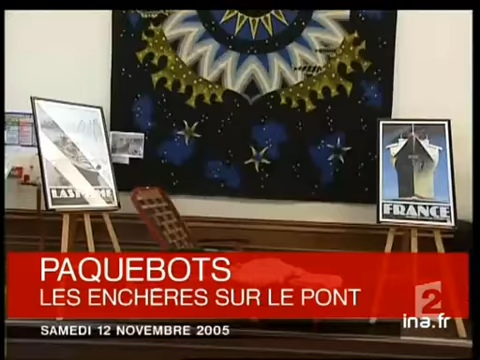 FRANCE
PAQUEBOTS
LES ENCHÈRES SUR LE PONT
SAMEDI 12 NOVEMBRE 2005
2
ina.fr